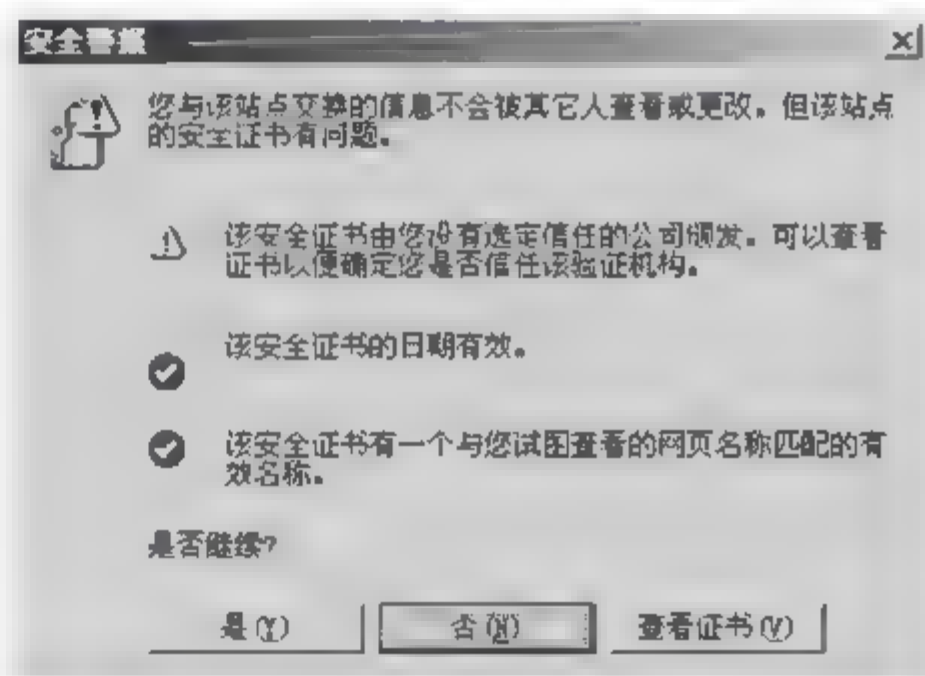 安全警报
您与该站点交换的信息不会被其它人查看或更改。但该站点
的安全证书有问题。
该安全证书由您没有选定信任的公司颁发。可以查看
证书以便确定您是否信任该验证机构。
该安全证书的日期有效。
该安全证书有一个与您试图查看的网页名称匹配的有
效名称。
是否继续?
是(Y)
否(N)
查看证书(V)